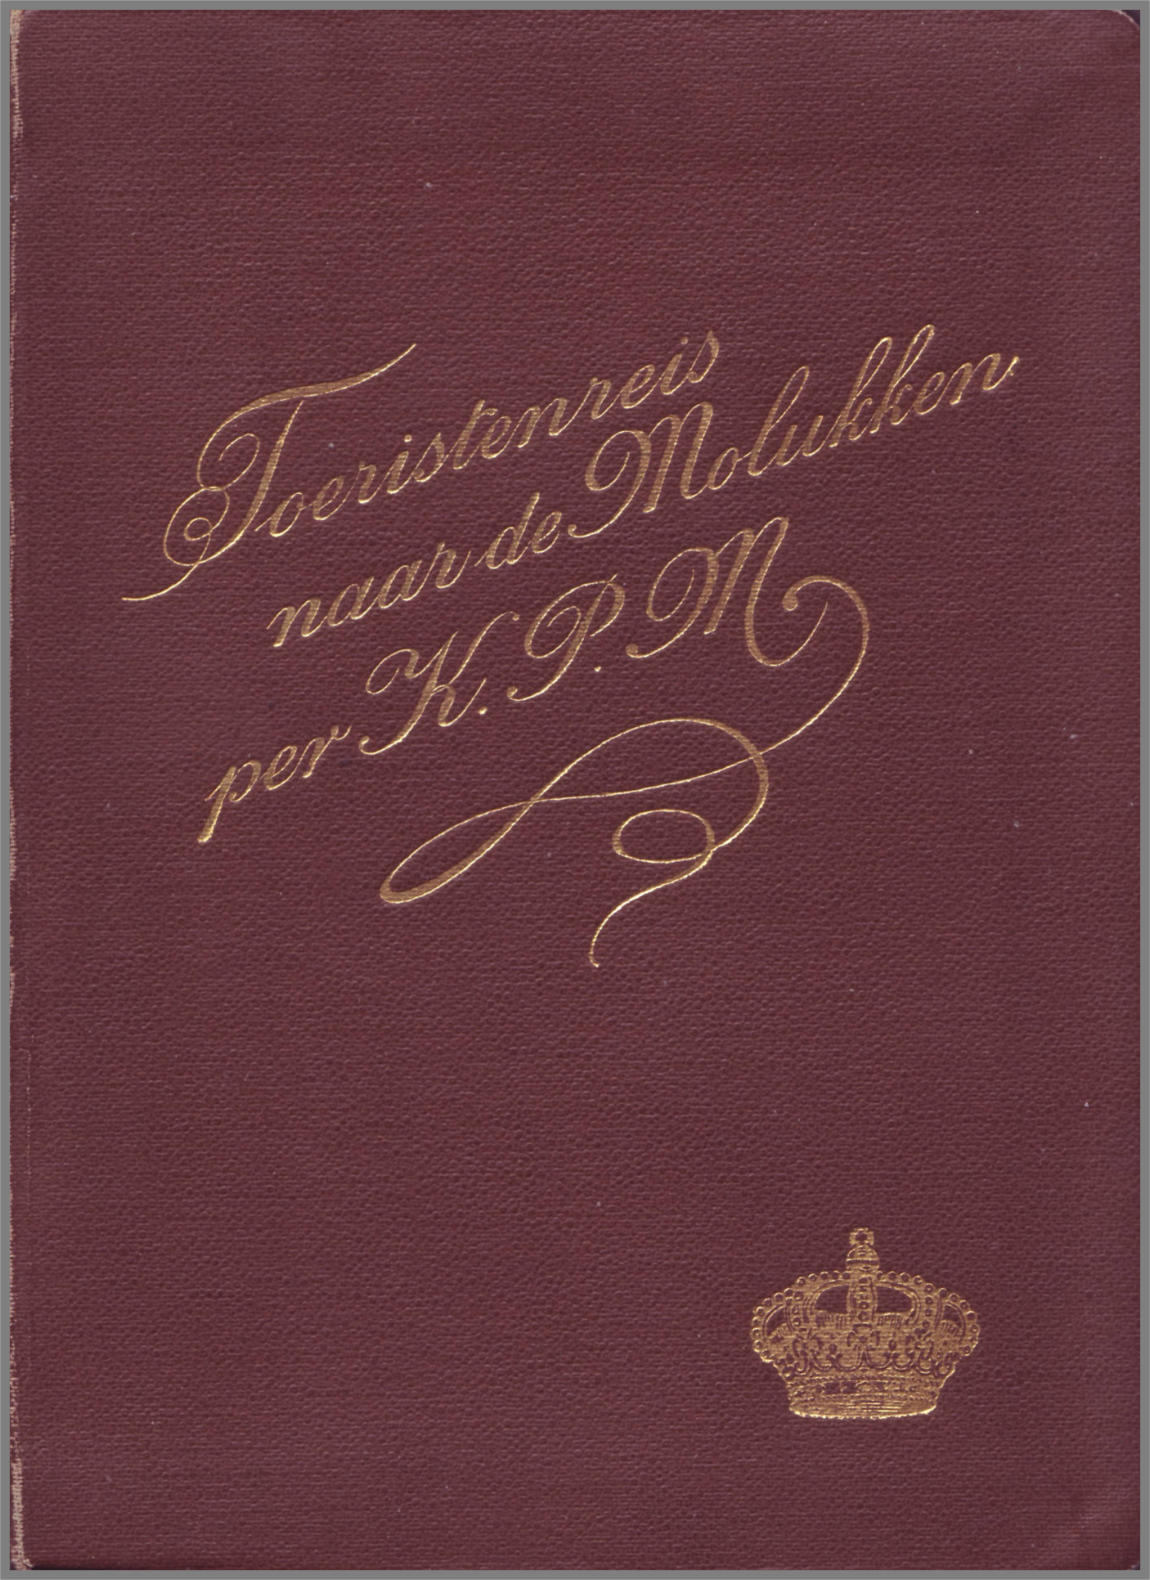 Toeristenreis
naar de Molukken
per K. P. M